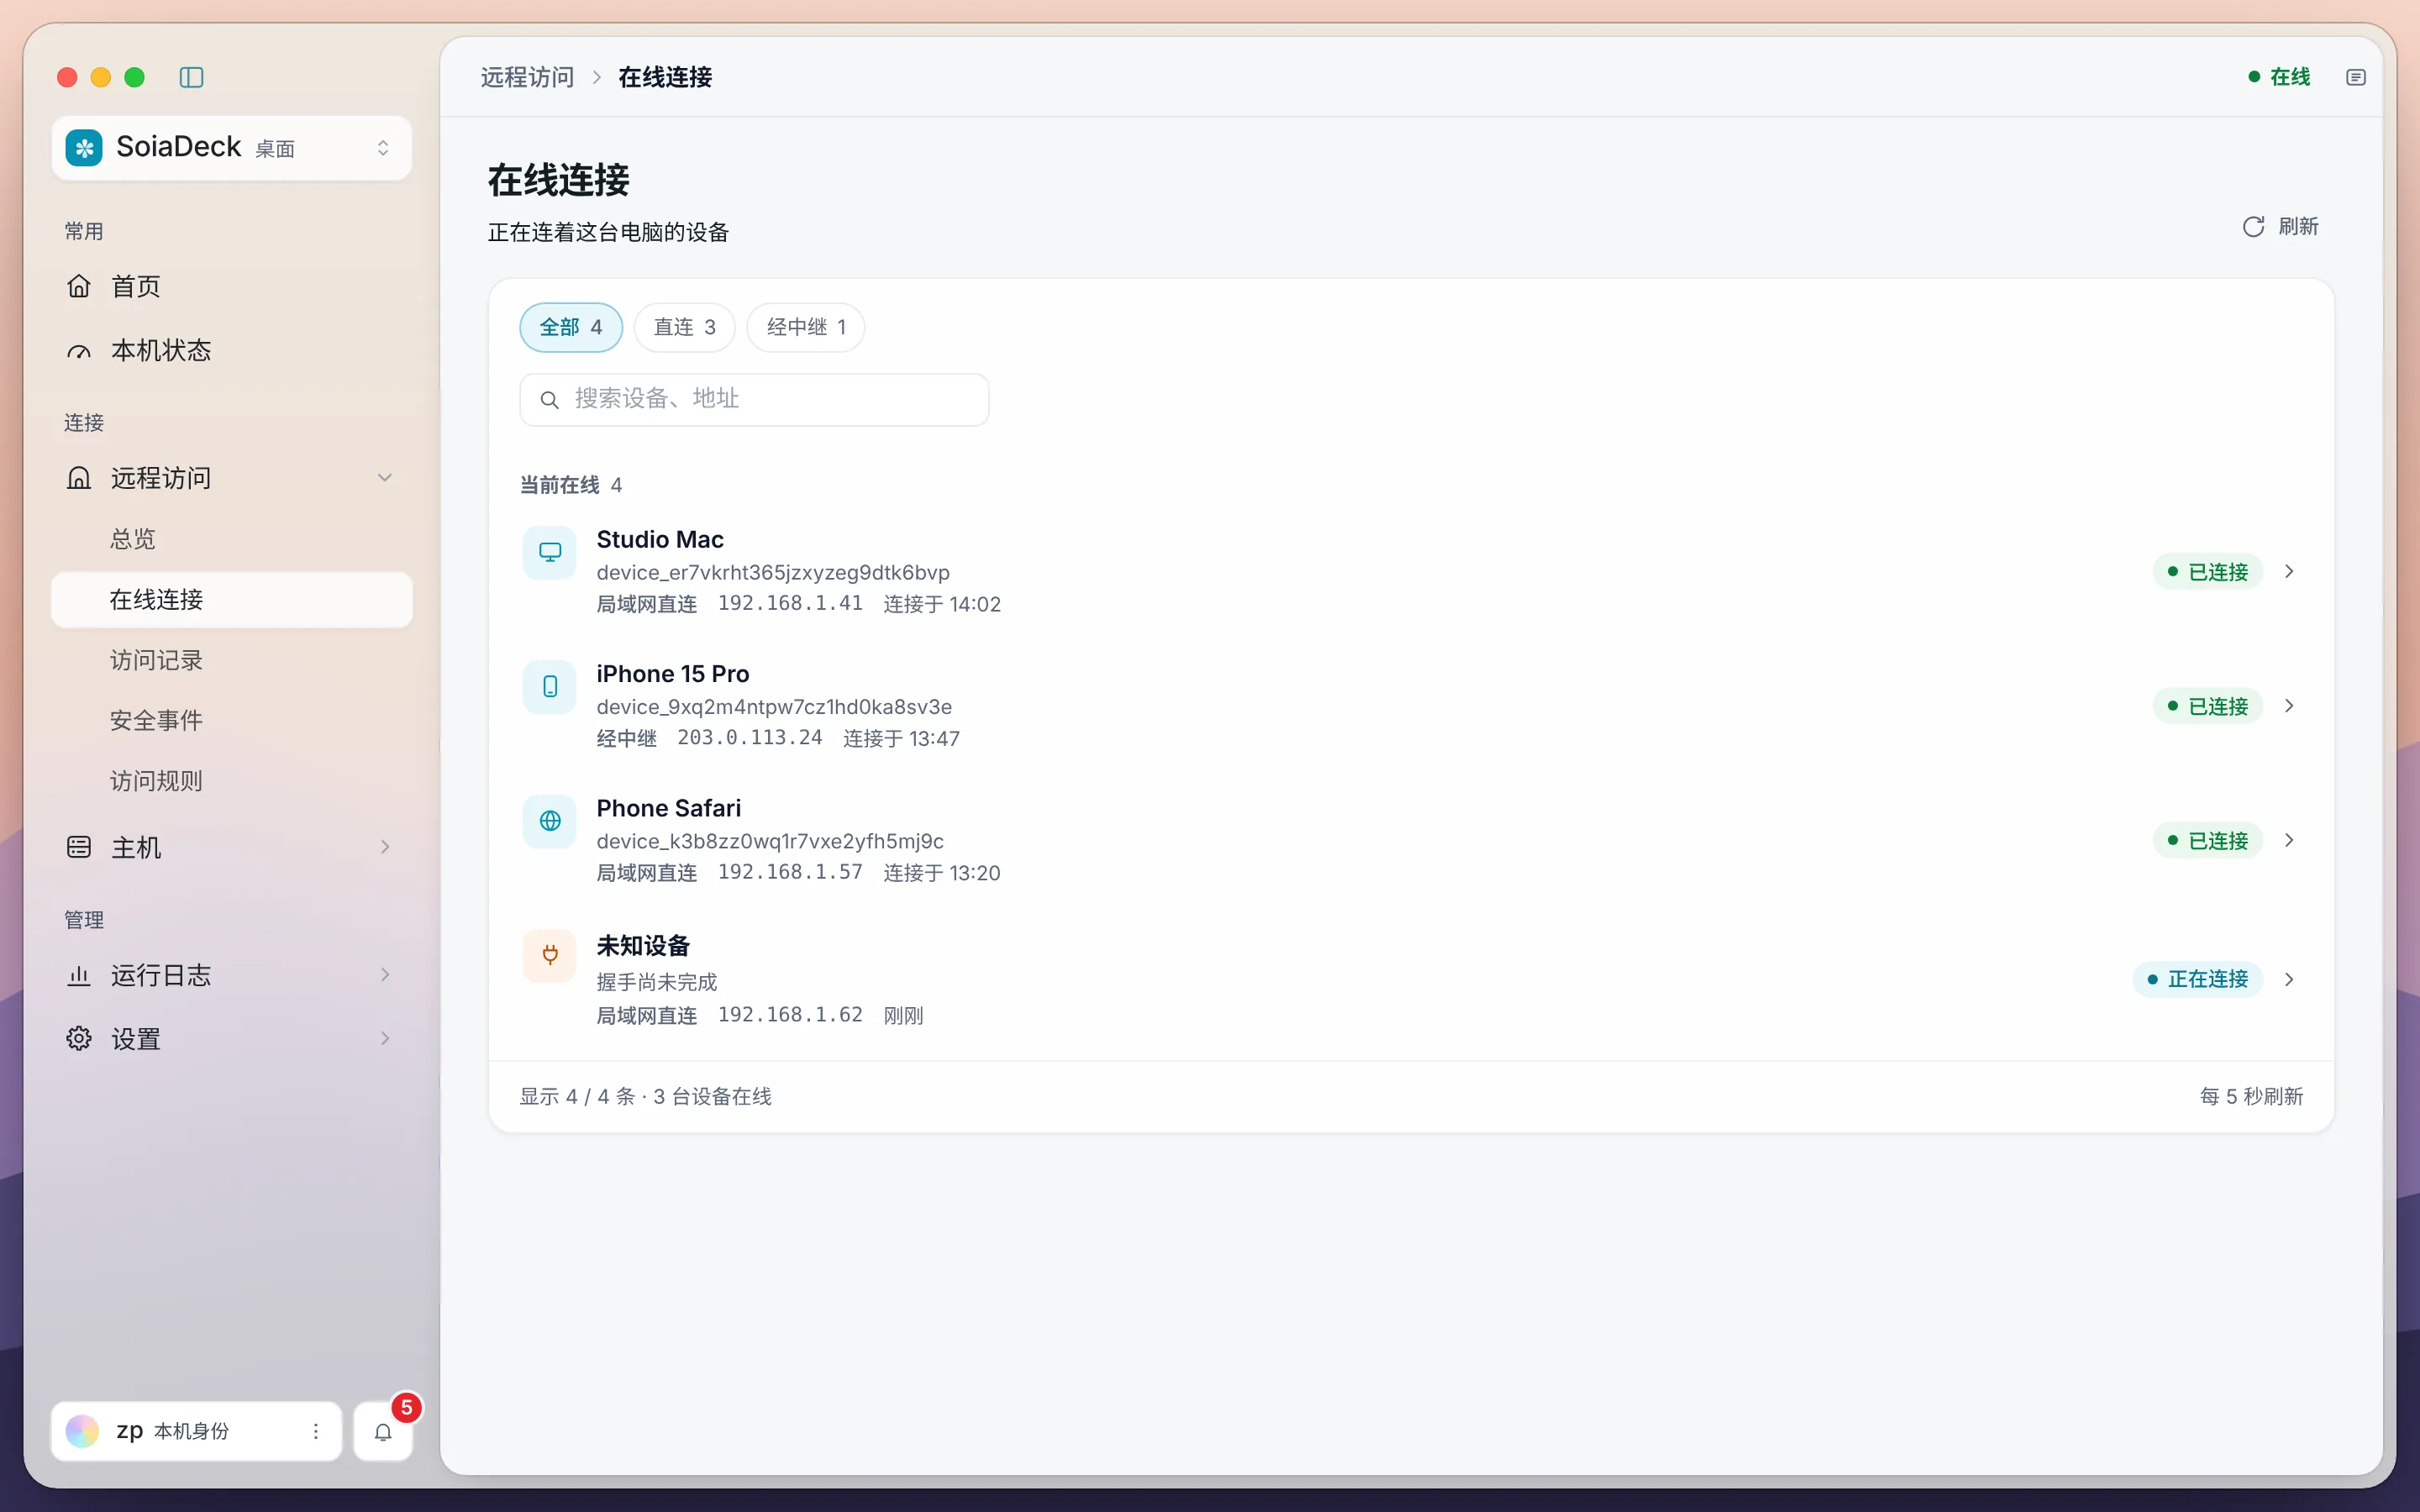 SoiaDeck 桌面
常用
首页
本机状态
连接
远程访问
总览
在线连接
访问记录
安全事件
访问规则
主机
管理
运行日志
设置
zp 本机身份
5
远程访问 › 在线连接
在线
在线连接
正在连着这台电脑的设备
刷新
全部 4 直连 3 经中继 1
搜索设备、地址
当前在线 4
Studio Mac
device_er7vkrht365jzxyzeg9dtk6bvp
局域网直连 192.168.1.41 连接于 14:02
已连接
iPhone 15 Pro
device_9xq2m4ntpw7cz1hd0ka8sv3e
经中继 203.0.113.24 连接于 13:47
已连接
Phone Safari
device_k3b8zz0wq1r7vxe2yfh5mj9c
局域网直连 192.168.1.57 连接于 13:20
已连接
未知设备
握手尚未完成
局域网直连 192.168.1.62 刚刚
正在连接
显示 4 / 4 条 · 3 台设备在线
每 5 秒刷新